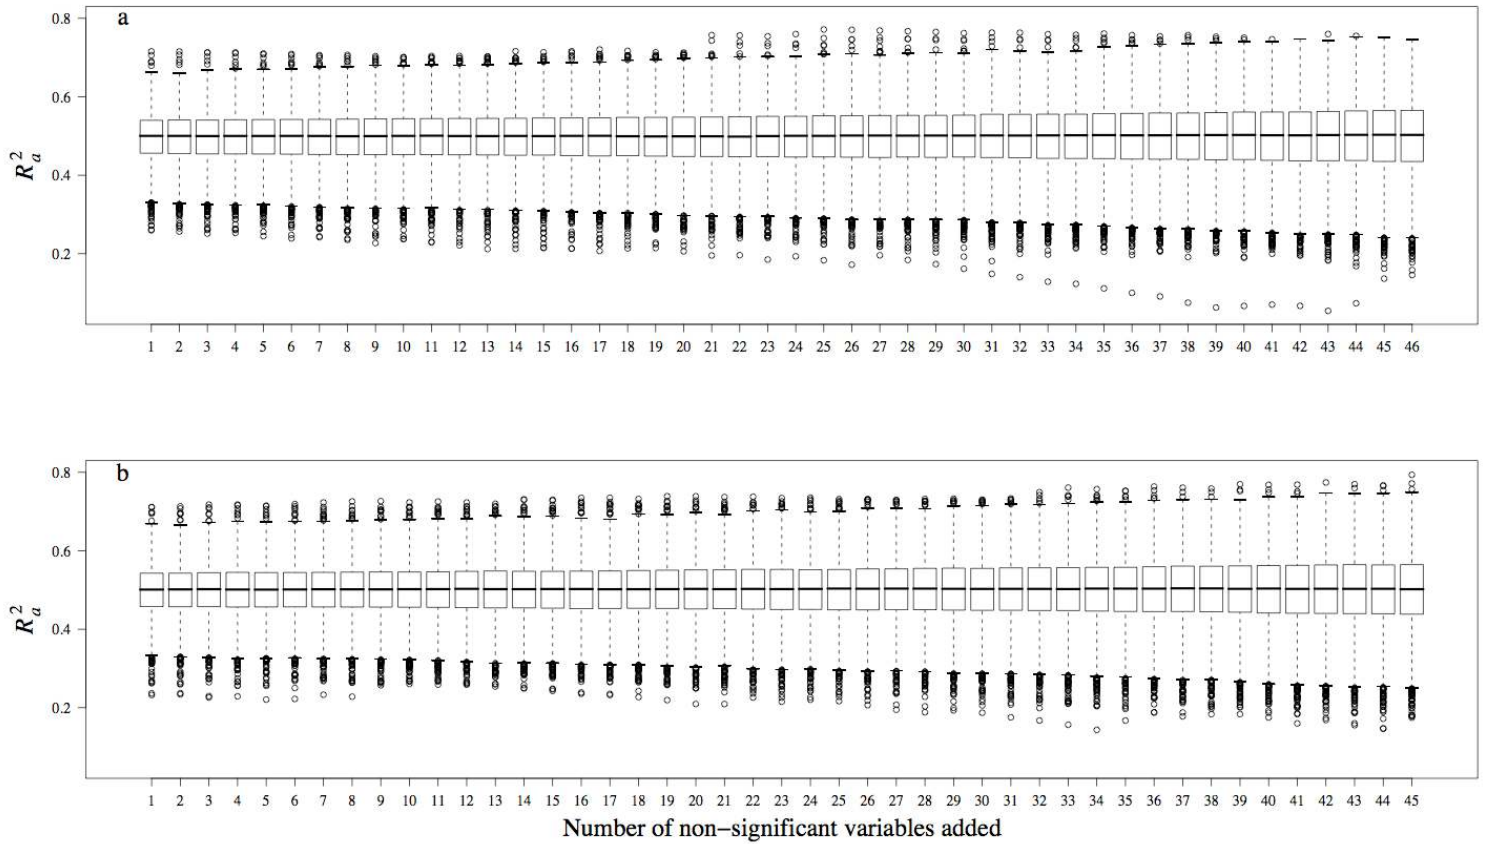 a
0.8
0.6
0.4
0.2
R²ₐ
1 2 3 4 5 6 7 8 9 10 11 12 13 14 15 16 17 18 19 20 21 22 23 24 25 26 27 28 29 30 31 32 33 34 35 36 37 38 39 40 41 42 43 44 45 46
b
0.8
0.6
0.4
0.2
R²ₐ
1 2 3 4 5 6 7 8 9 10 11 12 13 14 15 16 17 18 19 20 21 22 23 24 25 26 27 28 29 30 31 32 33 34 35 36 37 38 39 40 41 42 43 44 45
Number of non−significant variables added